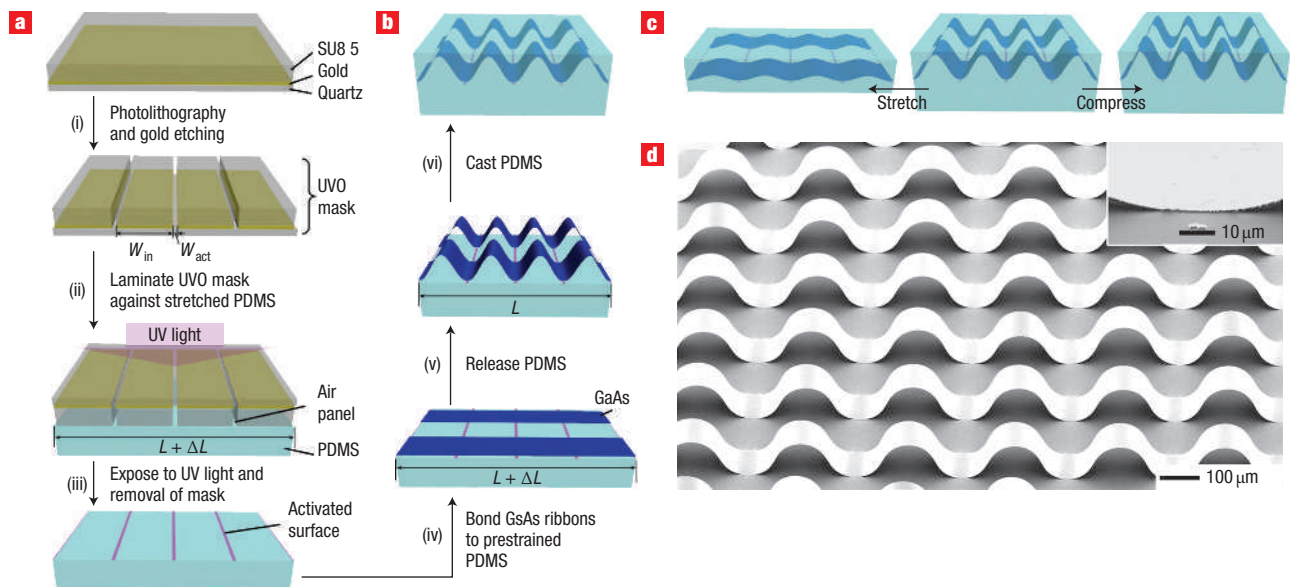 a
SU8 5
Gold
Quartz
(i)
Photolithography
and gold etching
UVO
mask
W_in
W_act
(ii)
Laminate UVO mask
against stretched PDMS
UV light
Air
panel
L + ΔL
PDMS
(iii)
Expose to UV light and
removal of mask
Activated
surface
b
(vi)
Cast PDMS
L
(v)
Release PDMS
GaAs
L + ΔL
(iv)
Bond GsAs ribbons
to prestrained
PDMS
c
Stretch
Compress
d
10 μm
100 μm